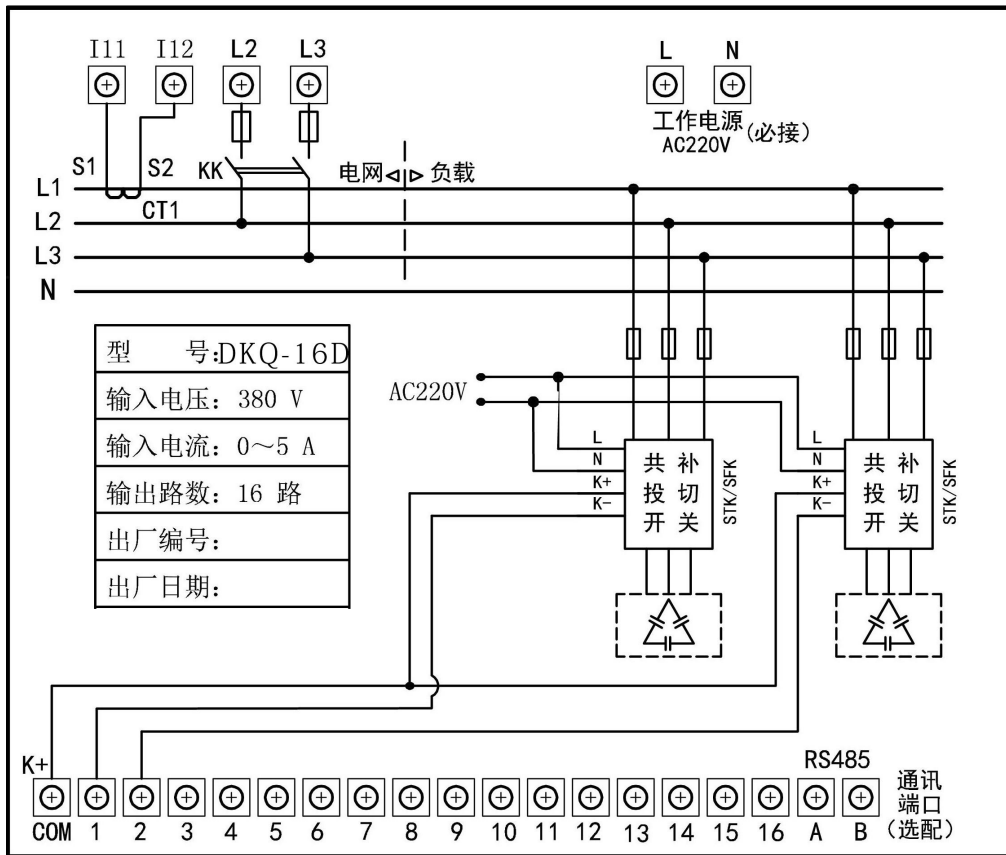 I11 I12 L2 L3 L N
工作电源 (必接)
AC220V
S1 S2 KK 电网 负载
L1
CT1
L2
L3
N
型 号:DKQ-16D
输入电压: 380 V
输入电流: 0～5 A
输出路数: 16 路
出厂编号:
出厂日期:
AC220V
L
N
K+
K-
共 补
投 切
开 关
STK/SFK
L
N
K+
K-
共 补
投 切
开 关
STK/SFK
K+
RS485
通讯
端口
(选配)
COM 1 2 3 4 5 6 7 8 9 10 11 12 13 14 15 16 A B